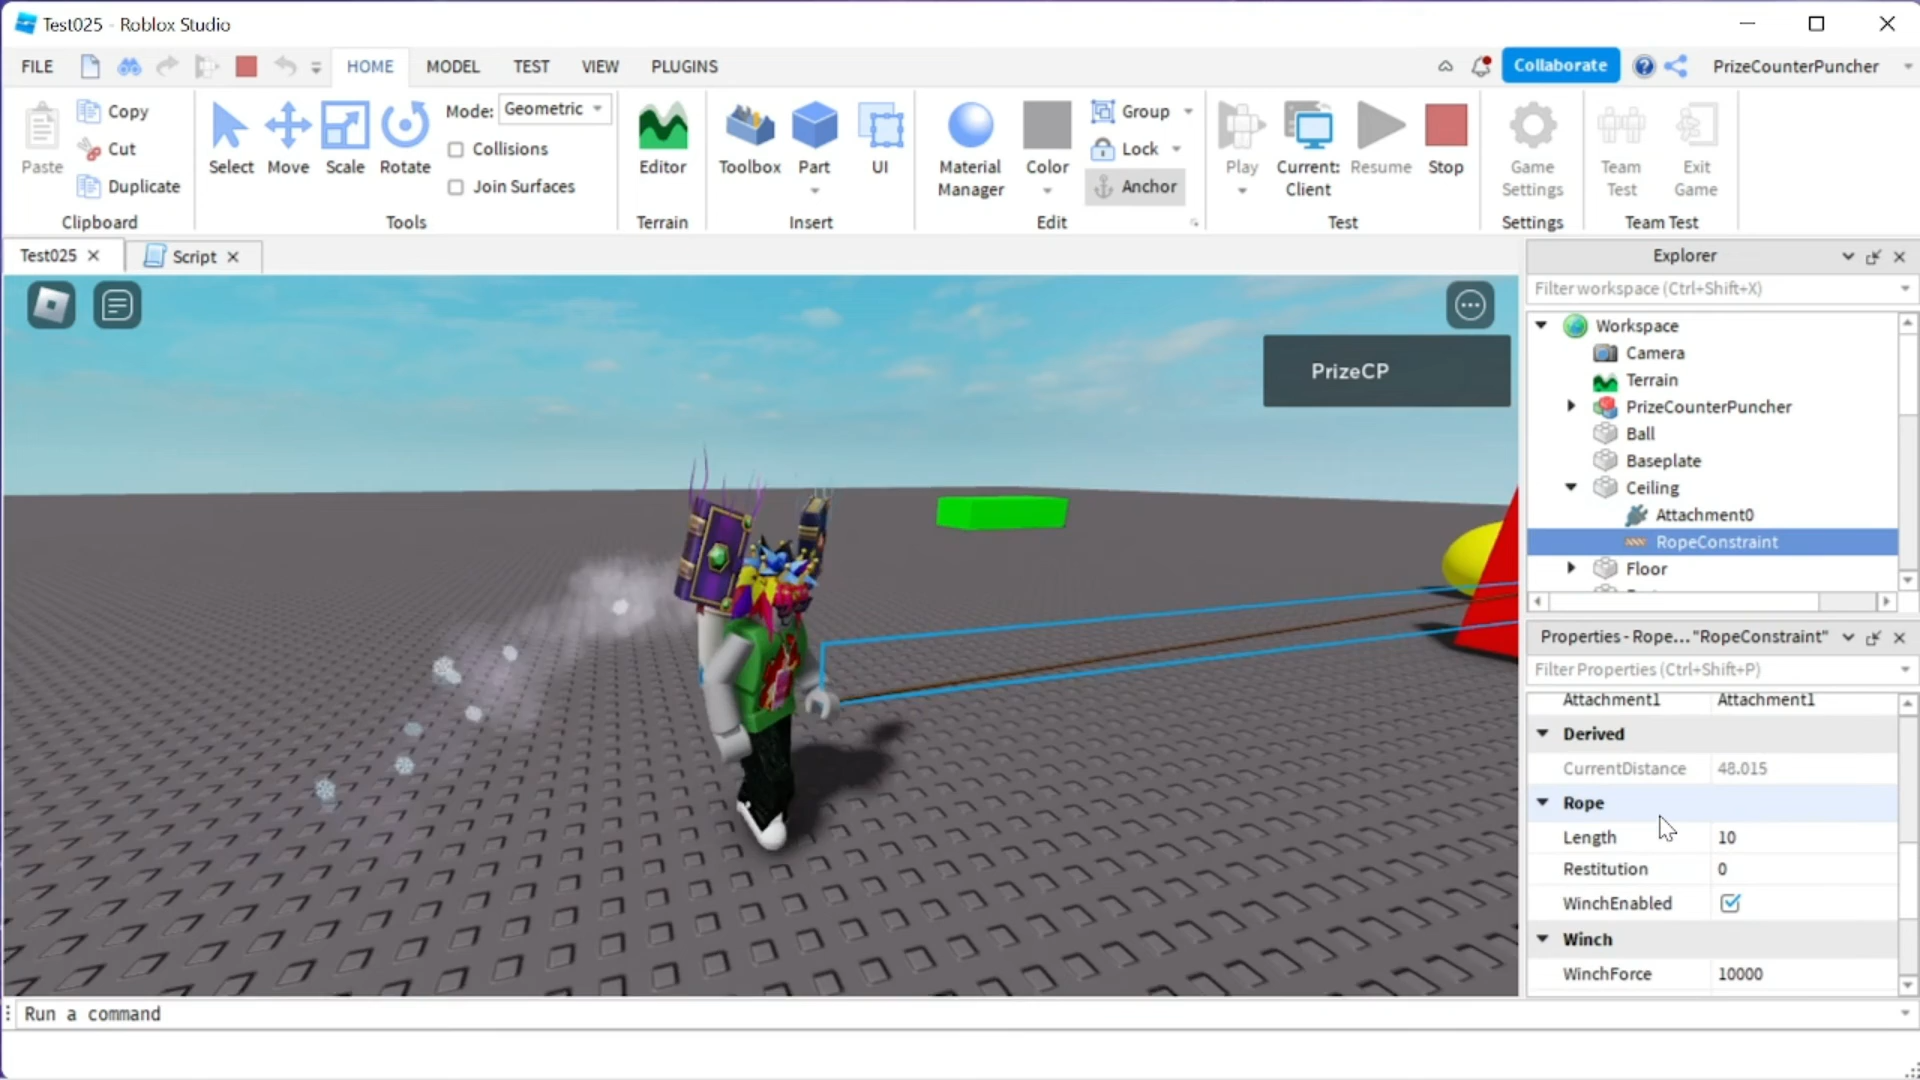 Test025 - Roblox Studio
FILE HOME MODEL TEST VIEW PLUGINS Collaborate PrizeCounterPuncher
Paste Copy Cut Duplicate
Clipboard
Select Move Scale Rotate Mode: Geometric
Collisions
Join Surfaces
Tools
Editor
Terrain
Toolbox Part UI
Insert
Material Manager Color Group Lock Anchor
Edit
Play Current: Client Resume Stop
Test
Game Settings
Settings
Team Test Exit Game
Team Test
Test025 Script
PrizeCP
Explorer
Filter workspace (Ctrl+Shift+X)
Workspace
Camera
Terrain
PrizeCounterPuncher
Ball
Baseplate
Ceiling
Attachment0
RopeConstraint
Floor
Properties - Rope... "RopeConstraint"
Filter Properties (Ctrl+Shift+P)
Attachment1 Attachment1
Derived
CurrentDistance 48.015
Rope
Length 10
Restitution 0
WinchEnabled
Winch
WinchForce 10000
Run a command